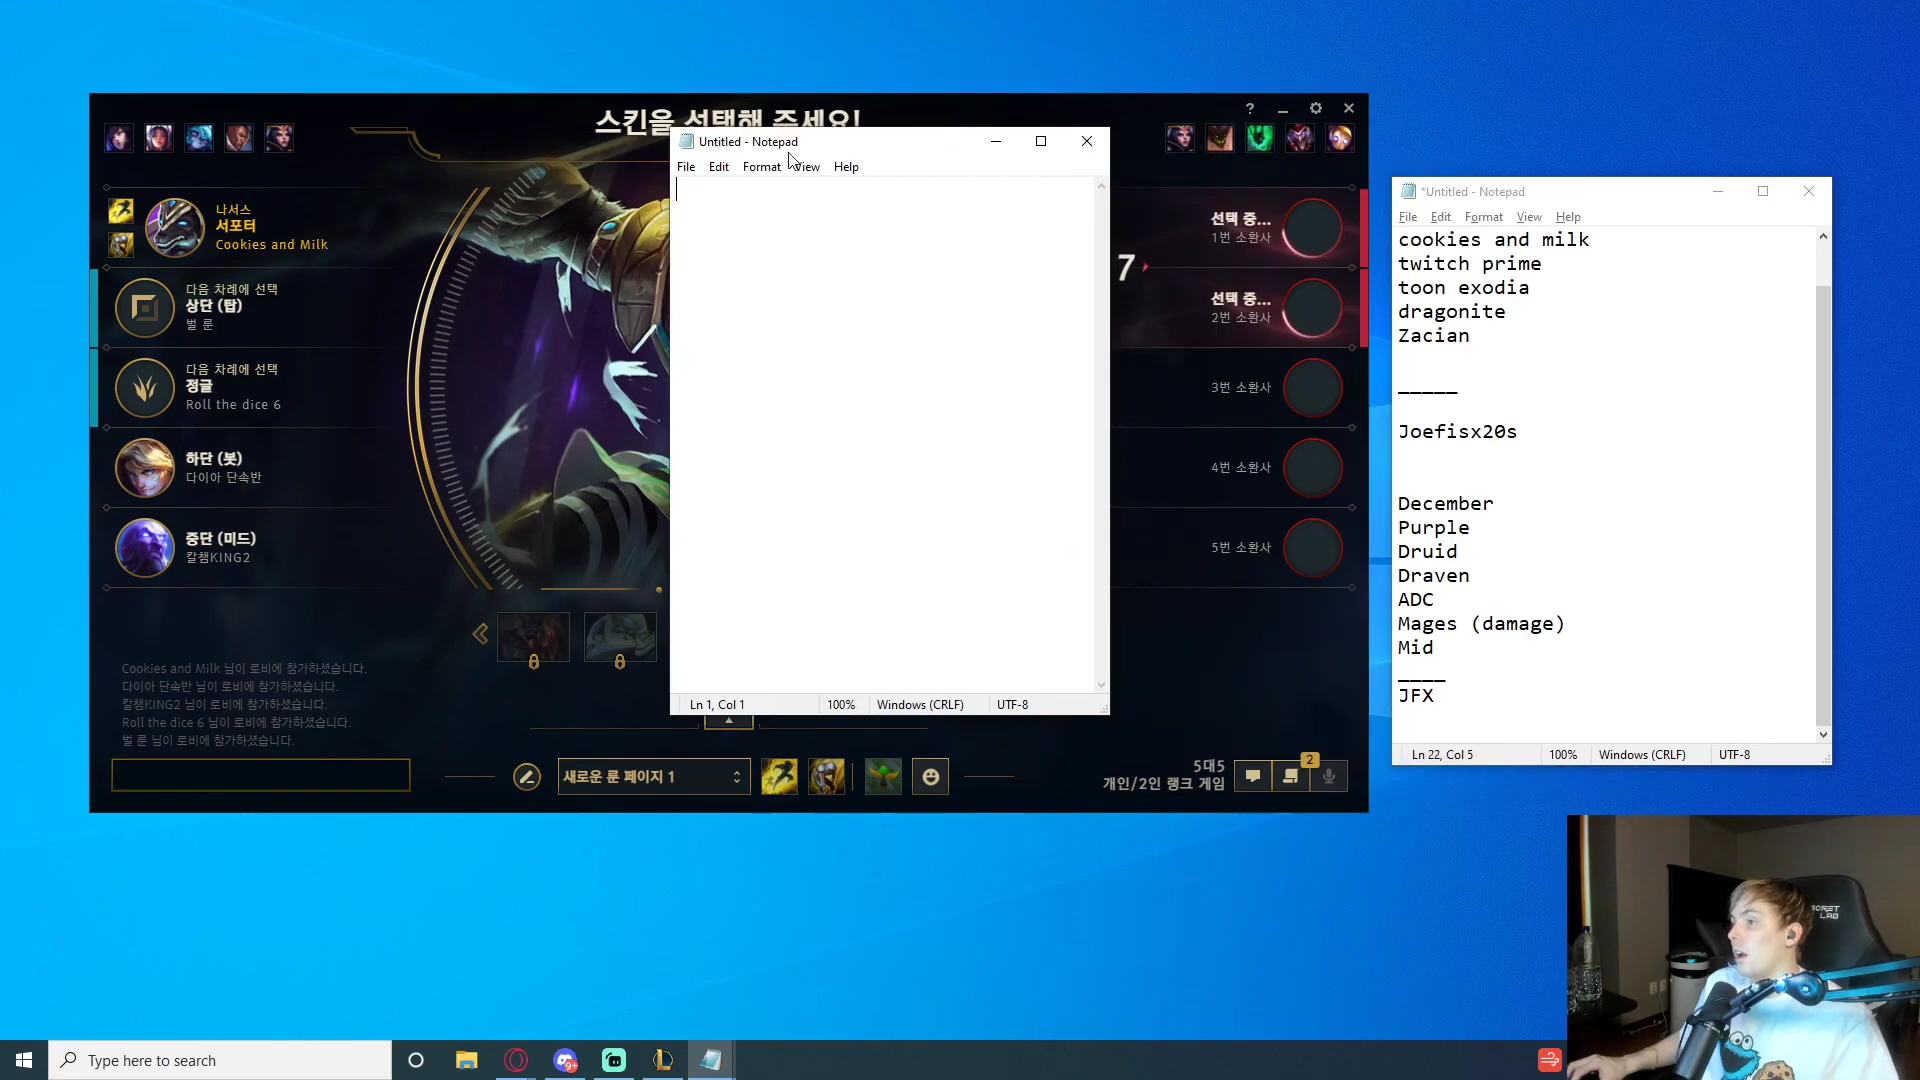 스킨을 선택해 주세요!
?
나서스
서포터
Cookies and Milk
다음 차례에 선택
상단 (탑)
벌 룬
다음 차례에 선택
정글
Roll the dice 6
하단 (봇)
다이아 단속반
중단 (미드)
칼챔KING2
Cookies and Milk 님이 로비에 참가하셨습니다.
다이아 단속반 님이 로비에 참가하셨습니다.
칼챔KING2 님이 로비에 참가하셨습니다.
Roll the dice 6 님이 로비에 참가하셨습니다.
벌 룬 님이 로비에 참가하셨습니다.
새로운 룬 페이지 1
Untitled - Notepad
File Edit Format View Help
Ln 1, Col 1 100% Windows (CRLF) UTF-8
7
선택 중...
1번 소환사
선택 중...
2번 소환사
3번 소환사
4번 소환사
5번 소환사
5대5
개인/2인 랭크 게임
2
*Untitled - Notepad
File Edit Format View Help
cookies and milk
twitch prime
toon exodia
dragonite
Zacian
_____
Joefisx20s
December
Purple
Druid
Draven
ADC
Mages (damage)
Mid
____
JFX
Ln 22, Col 5 100% Windows (CRLF) UTF-8
SECRET
LAB
Type here to search
9+